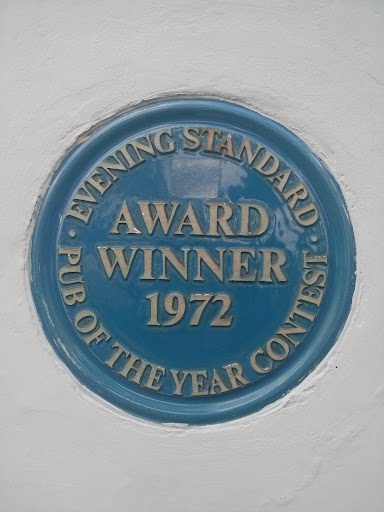 · EVENING STANDARD ·
AWARD
WINNER
1972
PUB OF THE YEAR CONTEST